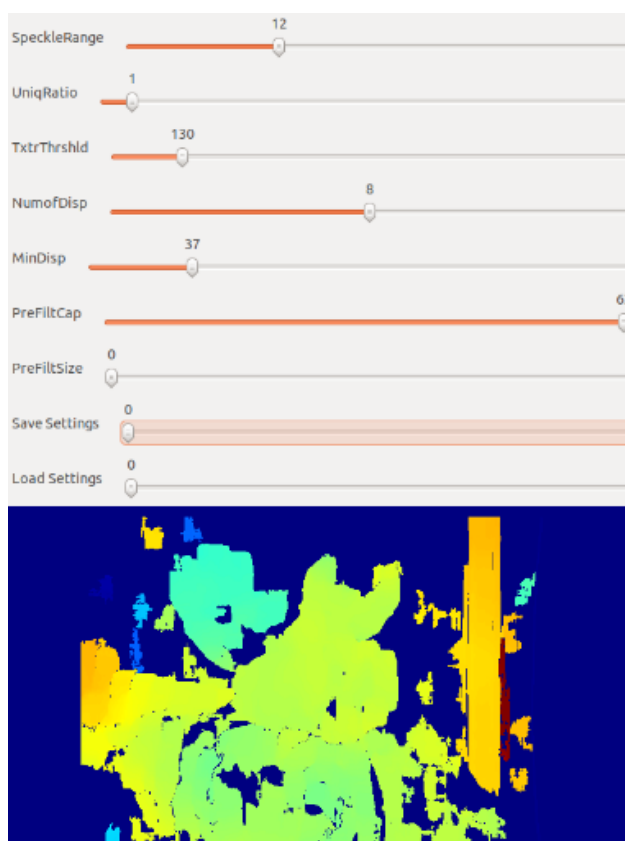 12
SpeckleRange
1
UniqRatio
130
TxtrThrshld
8
NumofDisp
37
MinDisp
PreFiltCap
0
PreFiltSize
0
Save Settings
0
Load Settings